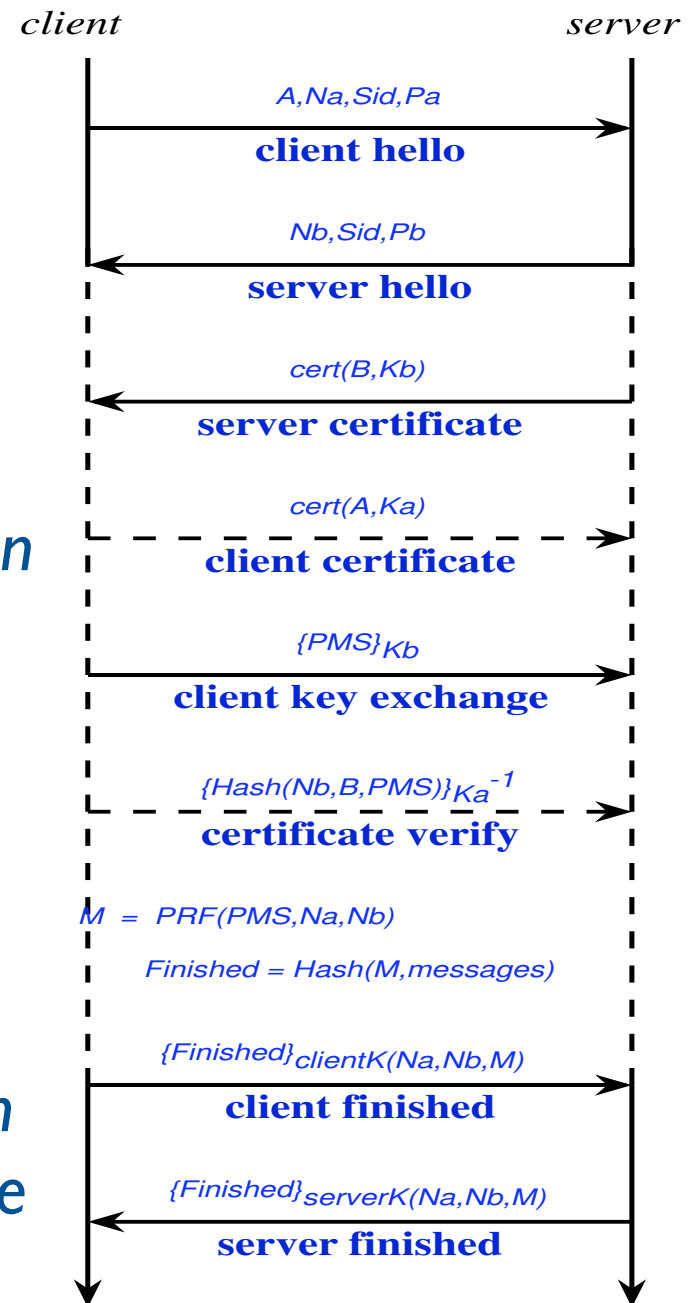 client server
A,Na,Sid,Pa
client hello
Nb,Sid,Pb
server hello
cert(B,Kb)
server certificate
cert(A,Ka)
n
client certificate
{PMS}Kb
client key exchange
{Hash(Nb,B,PMS)}Ka-1
certificate verify
M = PRF(PMS,Na,Nb)
Finished = Hash(M,messages)
{Finished}clientK(Na,Nb,M)
client finished
e
{Finished}serverK(Na,Nb,M)
server finished